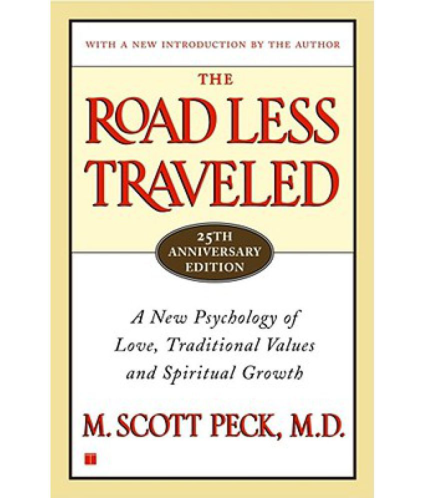 WITH A NEW INTRODUCTION BY THE AUTHOR
THE
ROAD LESS
TRAVELED
25TH
ANNIVERSARY
EDITION
A New Psychology of
Love, Traditional Values
and Spiritual Growth
M. SCOTT PECK, M.D.